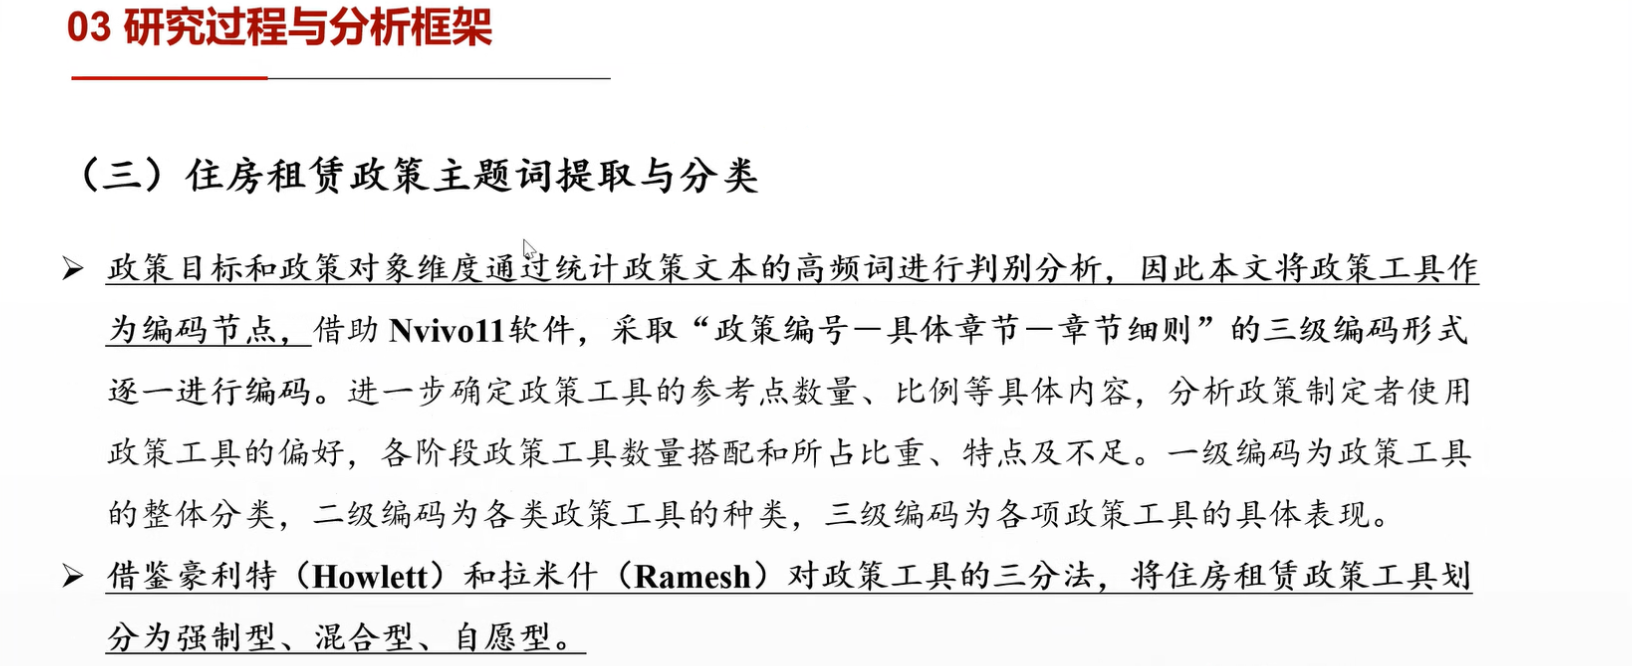 03 研究过程与分析框架
（三）住房租赁政策主题词提取与分类
➢ 政策目标和政策对象维度通过统计政策文本的高频词进行判别分析，因此本文将政策工具作
为编码节点，借助 Nvivo11软件，采取“政策编号－具体章节－章节细则”的三级编码形式
逐一进行编码。进一步确定政策工具的参考点数量、比例等具体内容，分析政策制定者使用
政策工具的偏好，各阶段政策工具数量搭配和所占比重、特点及不足。一级编码为政策工具
的整体分类，二级编码为各类政策工具的种类，三级编码为各项政策工具的具体表现。
➢ 借鉴豪利特（Howlett）和拉米什（Ramesh）对政策工具的三分法，将住房租赁政策工具划
分为强制型、混合型、自愿型。